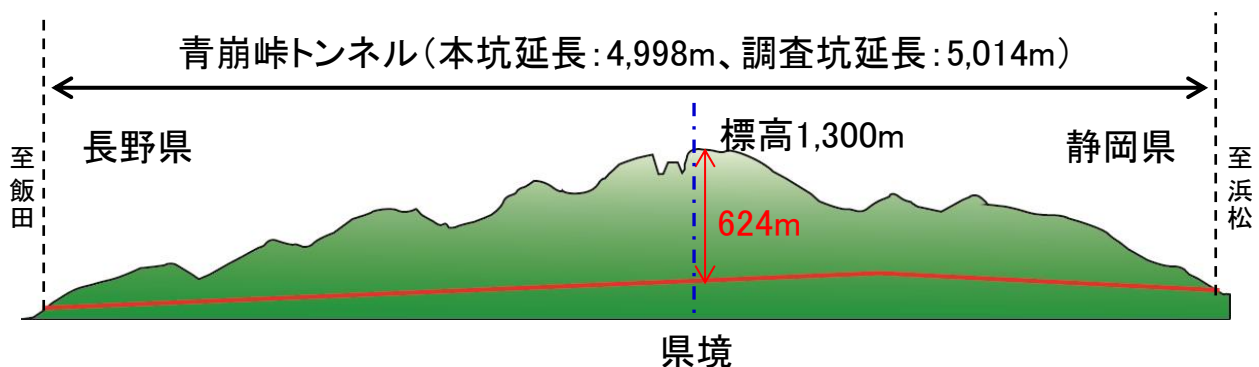 青崩峠トンネル（本坑延長：4,998m、調査坑延長：5,014m）
長野県
標高1,300m
静岡県
至飯田
至浜松
624m
県境